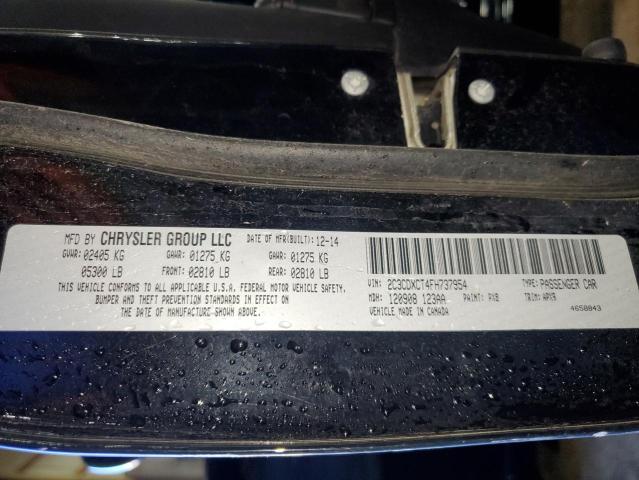 MFD BY CHRYSLER GROUP LLC DATE OF MFR(BUILT): 12-14
GVWR: 02405 KG GAWR: 01275 KG GAWR: 01275 KG
05300 LB FRONT: 02810 LB REAR: 02810 LB
THIS VEHICLE CONFORMS TO ALL APPLICABLE U.S.A. FEDERAL MOTOR VEHICLE SAFETY,
BUMPER AND THEFT PREVENTION STANDARDS IN EFFECT ON
THE DATE OF MANUFACTURE SHOWN ABOVE.
VIN: 2C3CDXCT4FH737954 TYPE: PASSENGER CAR
MDH: 120908 123AA PAINT: PX8 TRIM: APX9
VEHICLE MADE IN CANADA 4658843